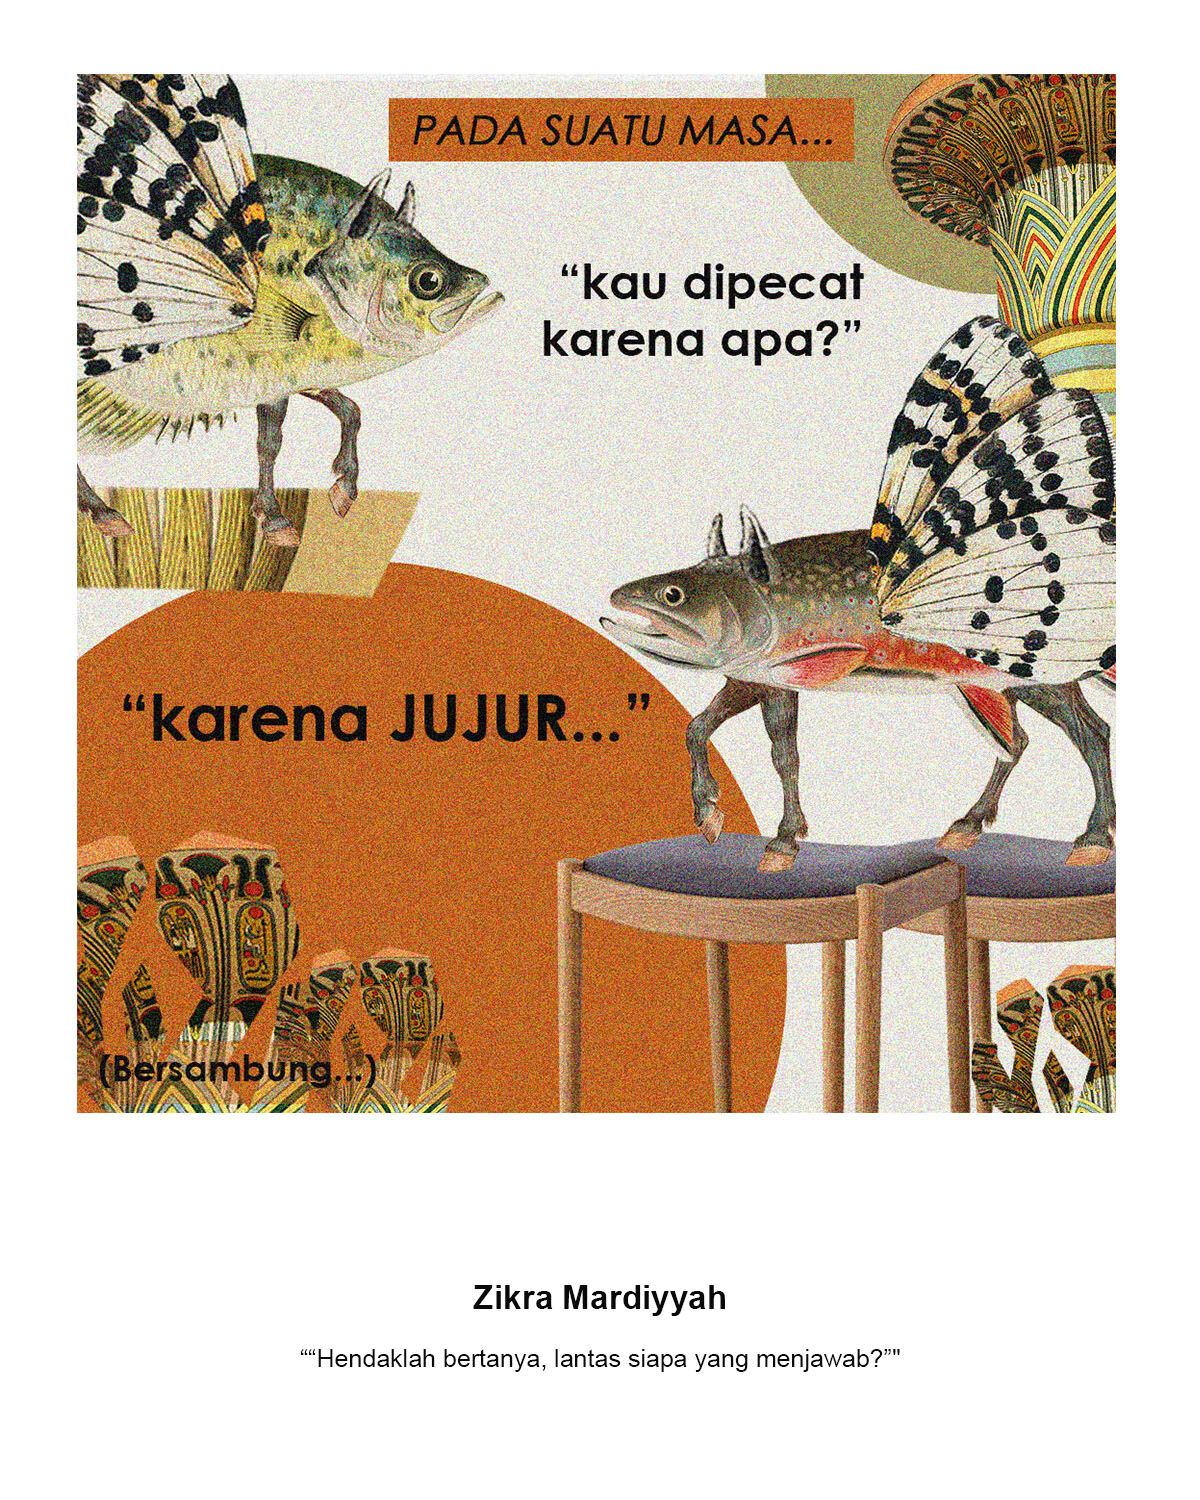 PADA SUATU MASA...
“kau dipecat
karena apa?”
“karena JUJUR...”
(Bersambung...)
Zikra Mardiyyah
““Hendaklah bertanya, lantas siapa yang menjawab?”"